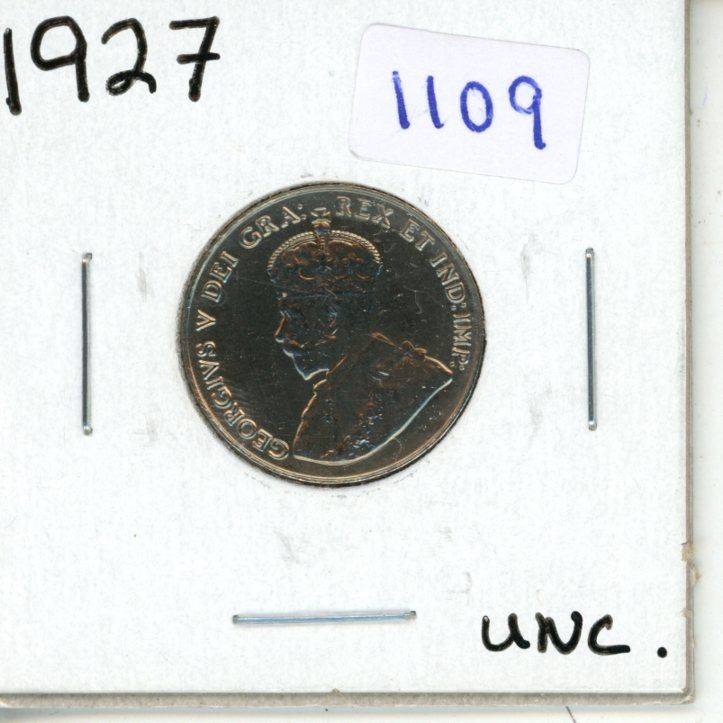 1927
1109
GEORGIVS V DEI GRA: REX ET IND: IMP:
UNC.